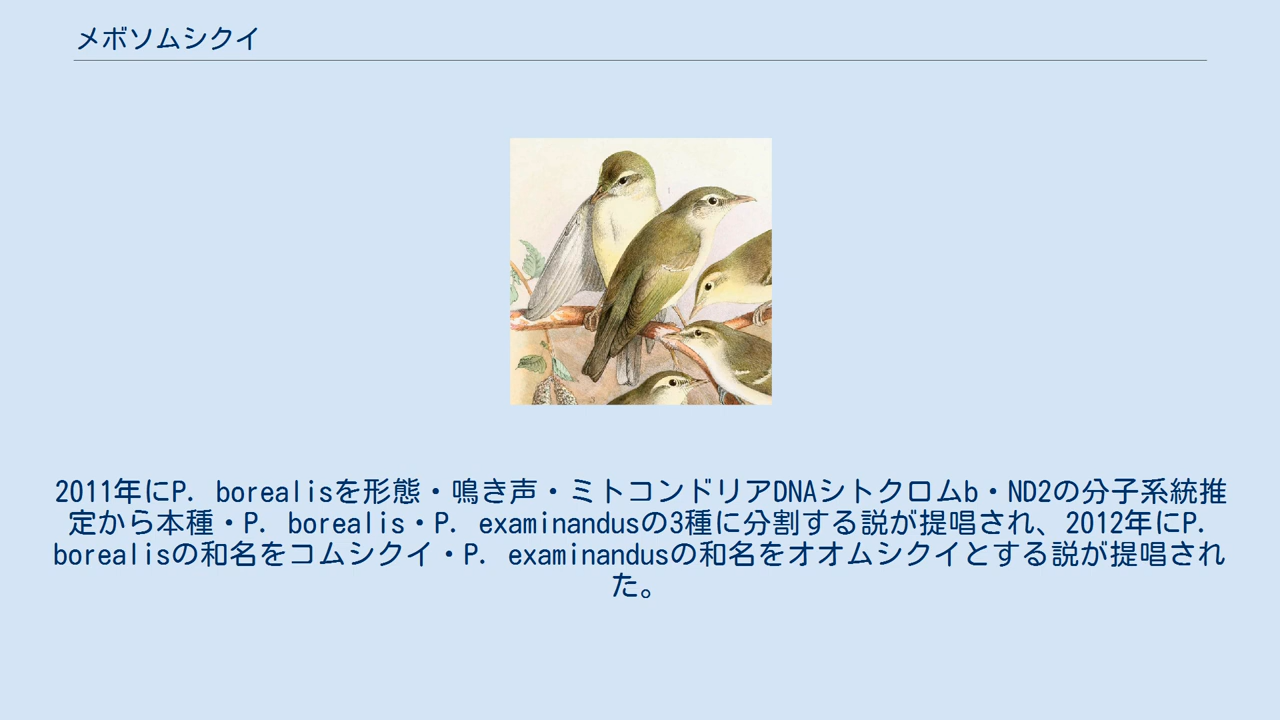 メボソムシクイ
2011年にP. borealisを形態・鳴き声・ミトコンドリアDNAシトクロムb・ND2の分子系統推
定から本種・P. borealis・P. examinandusの3種に分割する説が提唱され、2012年にP.
borealisの和名をコムシクイ・P. examinandusの和名をオオムシクイとする説が提唱され
た。